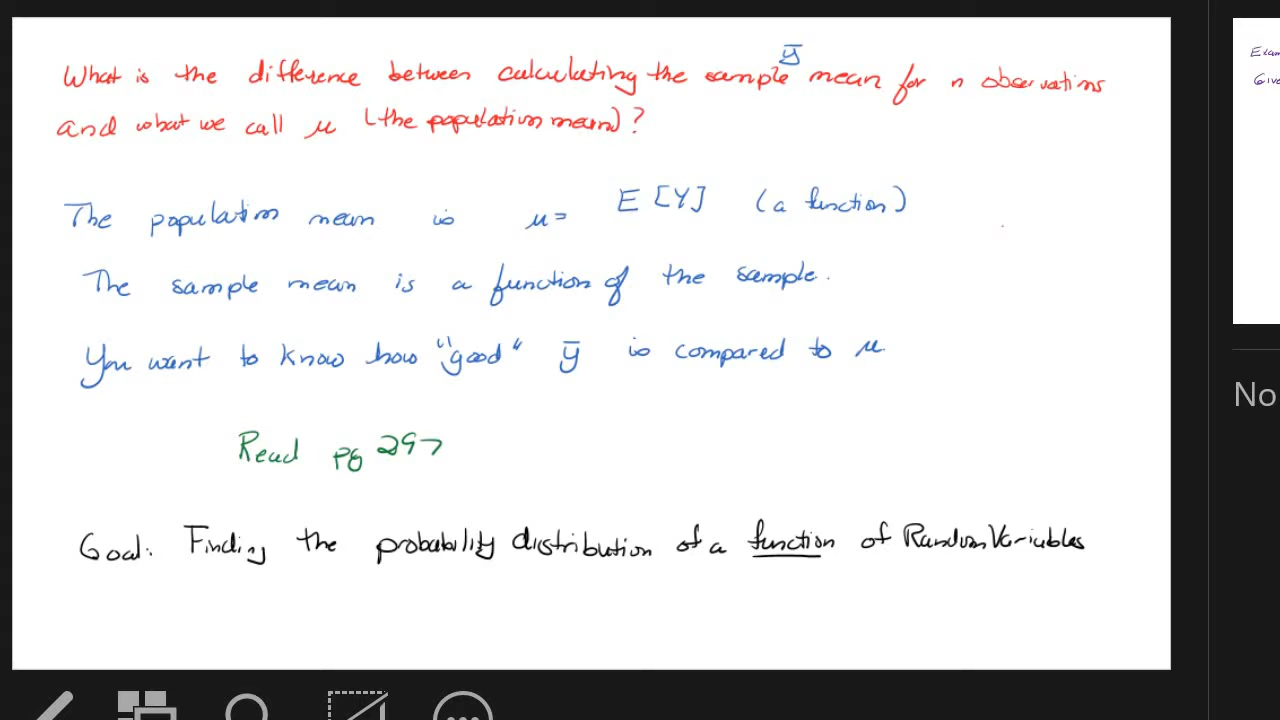 ȳ
What is the difference between calculating the sample mean for n observations
and what we call μ (the population mean)?
The population mean is μ = E[Y] (a function)
The sample mean is a function of the sample.
You want to know how "good" ȳ is compared to μ
Read pg 297
Goal: Finding the probability distribution of a function of Random Variables
Exam
Give
No